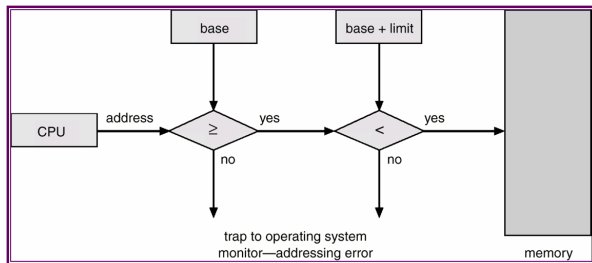 base
base + limit
CPU
address
≥
yes
<
yes
no
no
trap to operating system
monitor—addressing error
memory